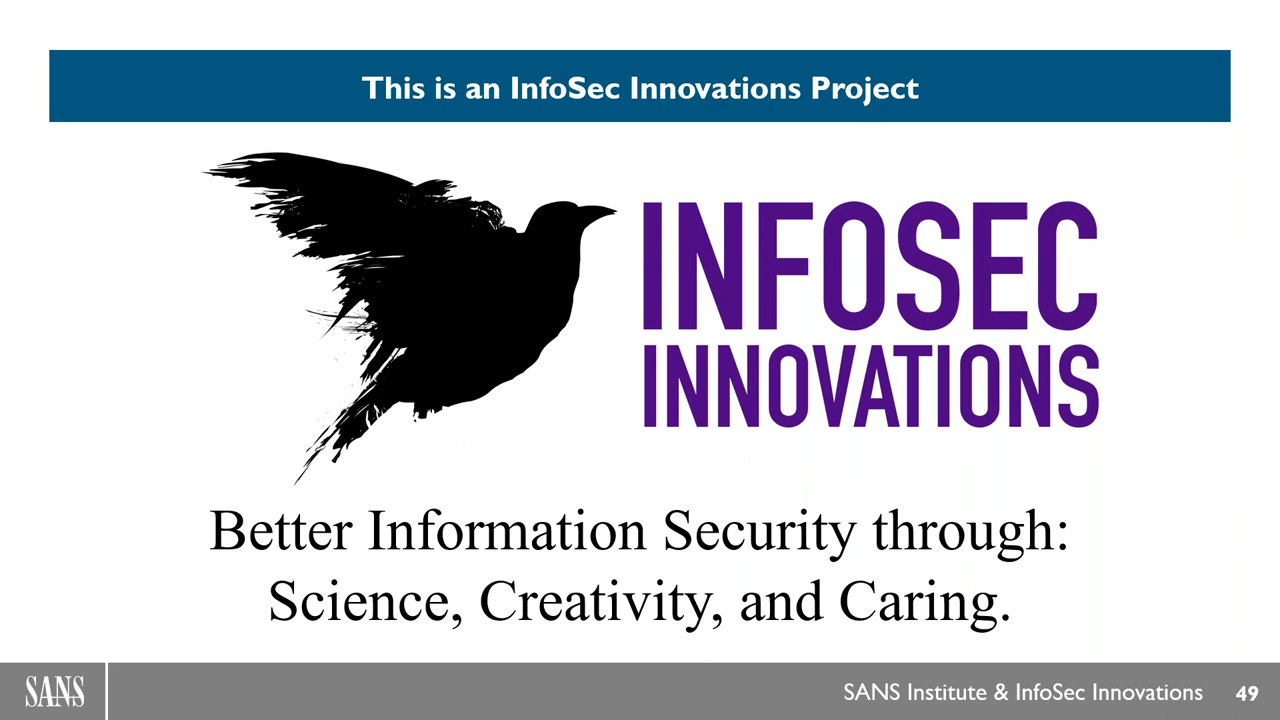 This is an InfoSec Innovations Project
INFOSEC
INNOVATIONS
Better Information Security through:
Science, Creativity, and Caring.
SANS
SANS Institute & InfoSec Innovations
49